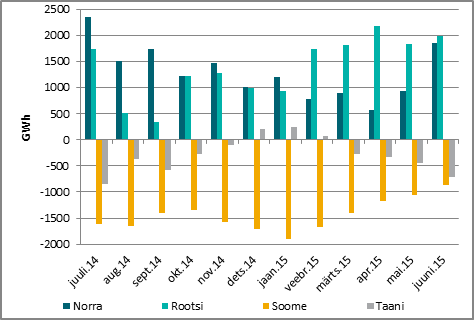 2500
2000
1500
1000
500
0
-500
-1000
-1500
-2000
GWh
juuli.14
aug.14
sept.14
okt.14
nov.14
dets.14
jaan.15
veebr.15
märts.15
apr.15
mai.15
juuni.15
Norra Rootsi Soome Taani